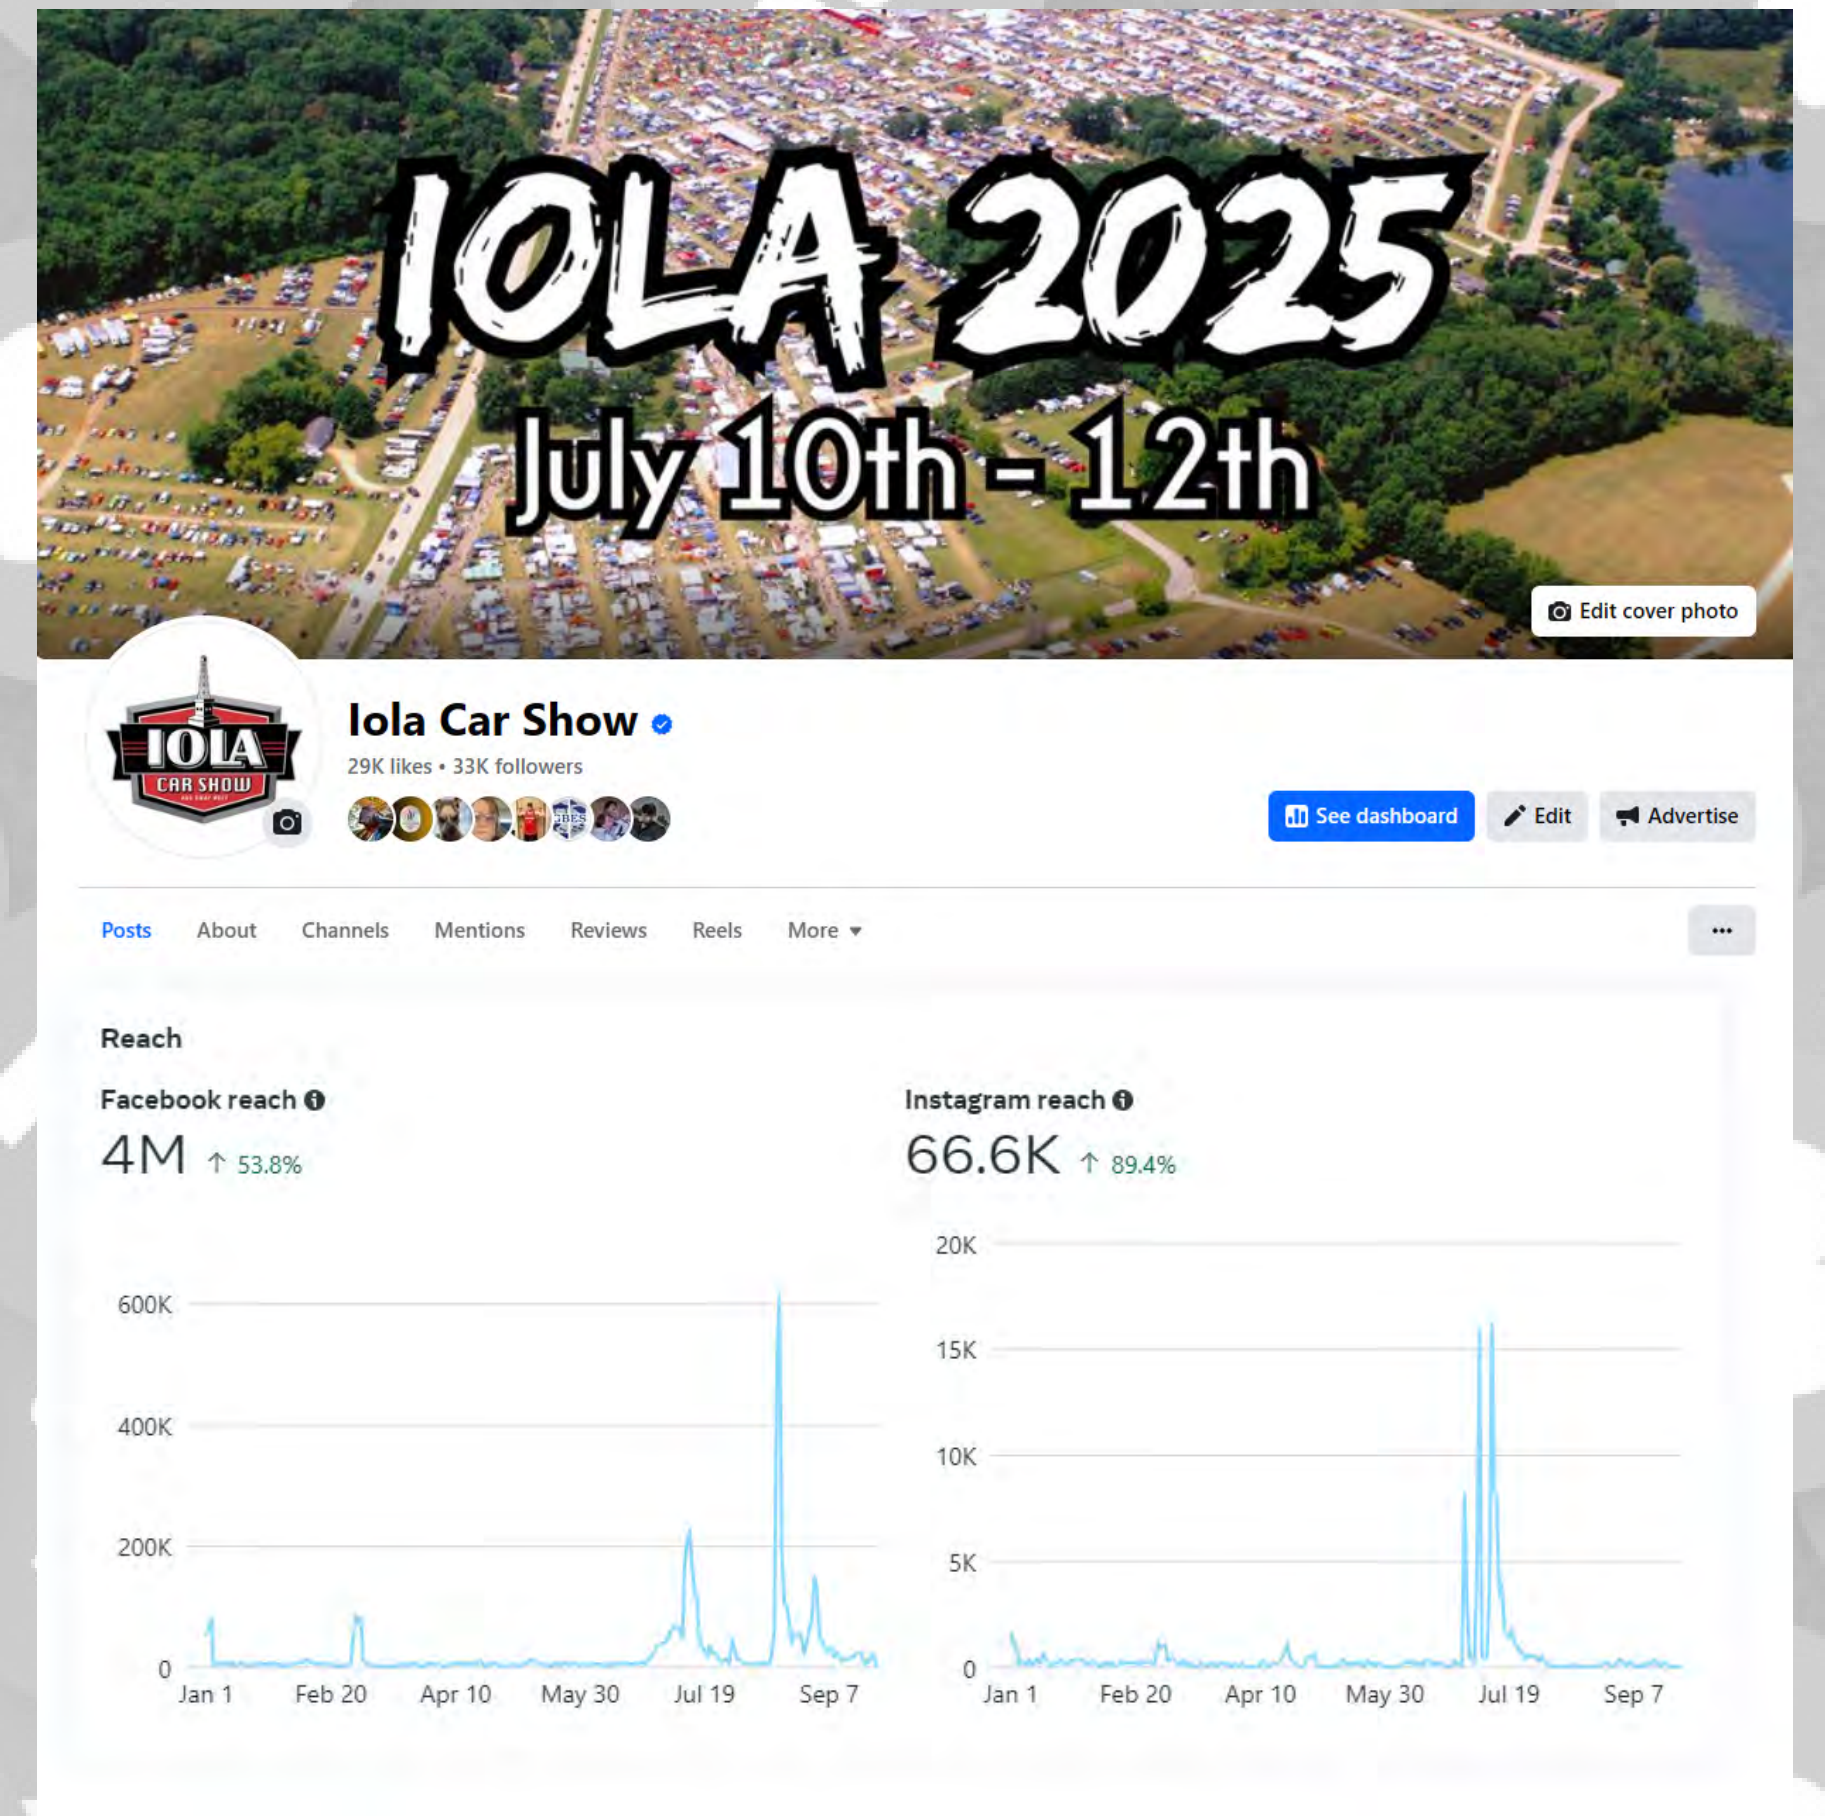 IOLA 2025
July 10th - 12th
Edit cover photo
IOLA
CAR SHOW
Iola Car Show
29K likes • 33K followers
GBES
See dashboard
Edit
Advertise
Posts About Channels Mentions Reviews Reels More
Reach
Facebook reach
4M ↑ 53.8%
600K
400K
200K
0
Jan 1 Feb 20 Apr 10 May 30 Jul 19 Sep 7
Instagram reach
66.6K ↑ 89.4%
20K
15K
10K
5K
0
Jan 1 Feb 20 Apr 10 May 30 Jul 19 Sep 7